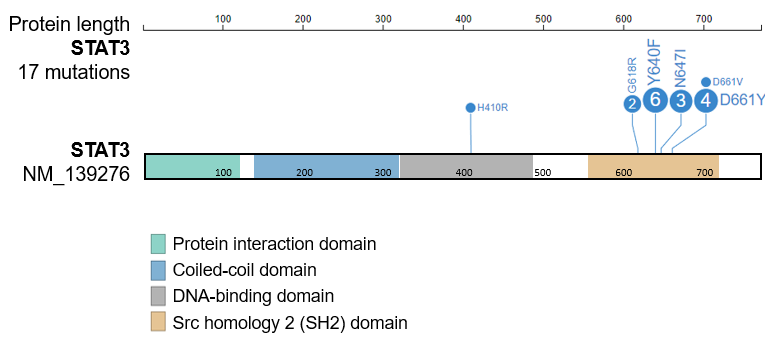 Protein length
100 200 300 400 500 600 700
STAT3
17 mutations
G618R
Y640F
N647I
D661V
2 6 3 4 D661Y
H410R
STAT3
NM_139276
100 200 300 400 500 600 700
Protein interaction domain
Coiled-coil domain
DNA-binding domain
Src homology 2 (SH2) domain